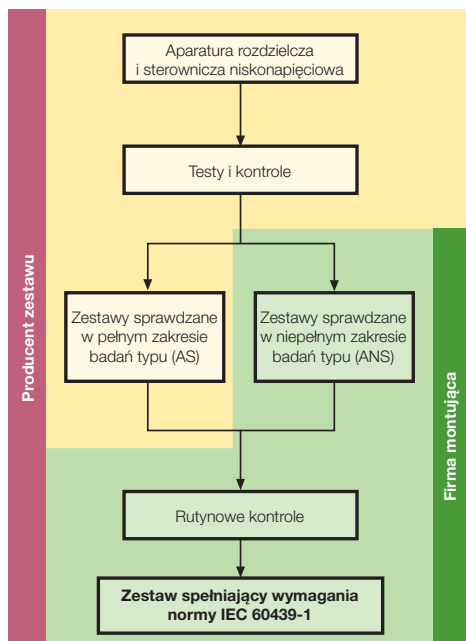 Aparatura rozdzielcza
i sterownicza niskonapięciowa
Testy i kontrole
Producent zestawu
Zestawy sprawdzane
w pełnym zakresie
badań typu (AS)
Zestawy sprawdzane
w niepełnym zakresie
badań typu (ANS)
Firma montująca
Rutynowe kontrole
Zestaw spełniający wymagania
normy IEC 60439-1